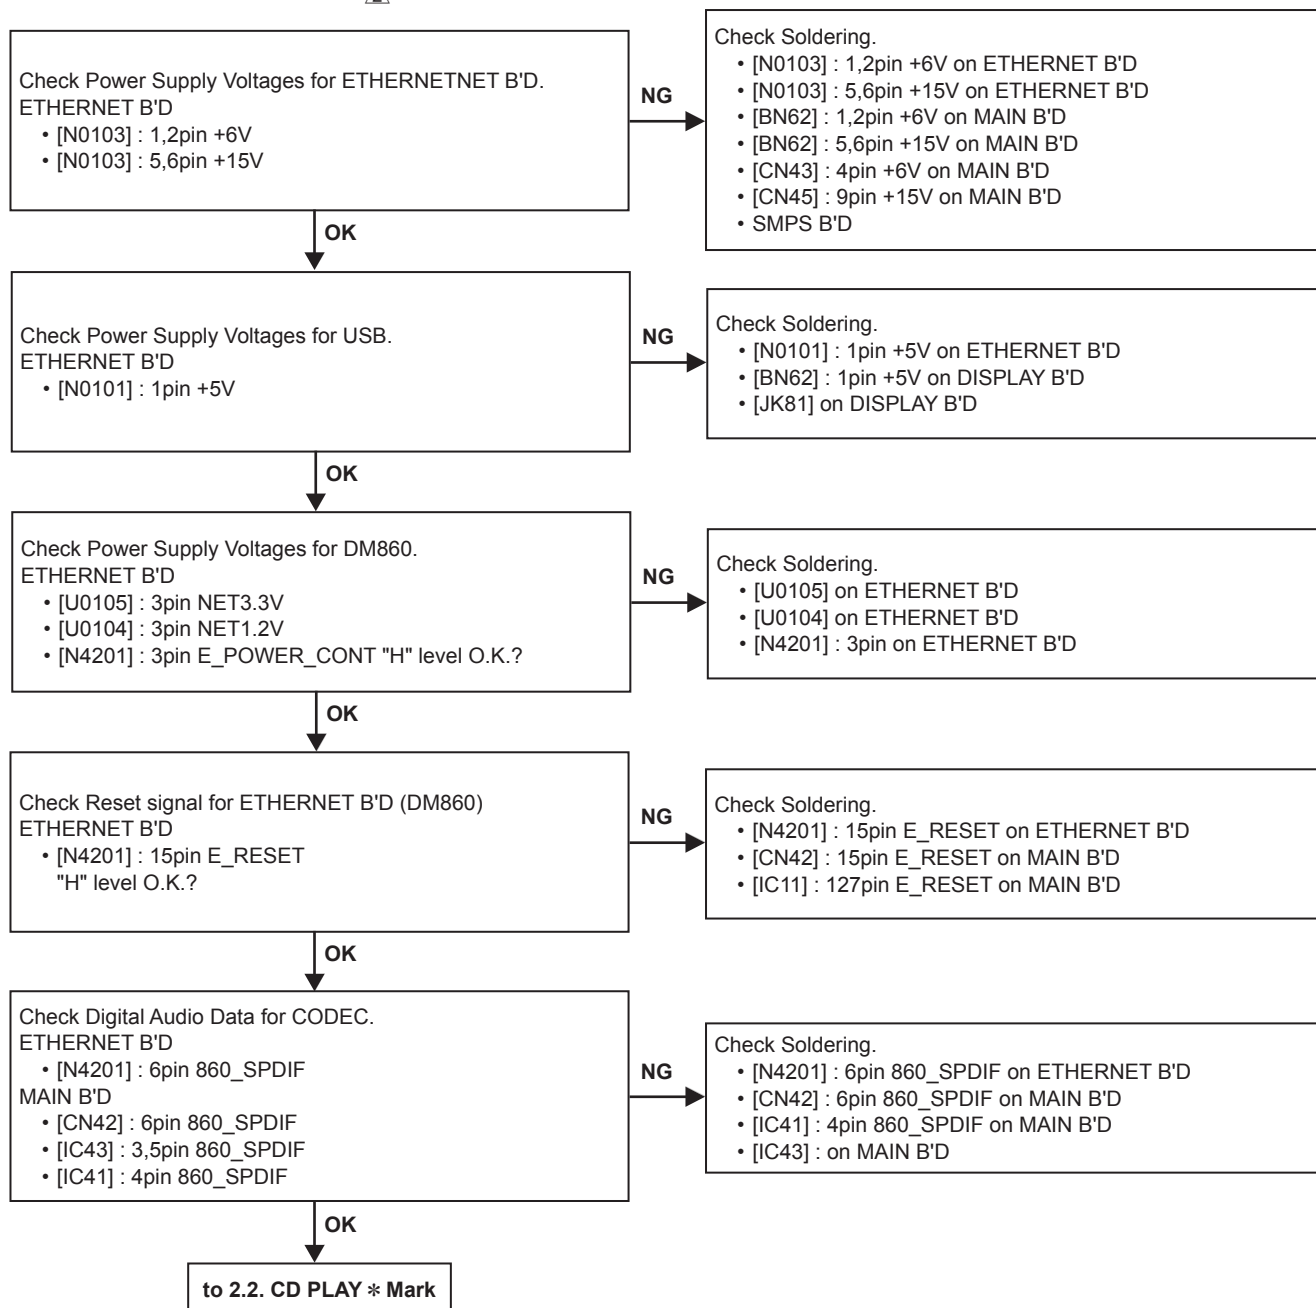 Check Power Supply Voltages for ETHERNETNET B'D.
ETHERNET B'D
• [N0103] : 1,2pin +6V
• [N0103] : 5,6pin +15V
NG
Check Soldering.
• [N0103] : 1,2pin +6V on ETHERNET B'D
• [N0103] : 5,6pin +15V on ETHERNET B'D
• [BN62] : 1,2pin +6V on MAIN B'D
• [BN62] : 5,6pin +15V on MAIN B'D
• [CN43] : 4pin +6V on MAIN B'D
• [CN45] : 9pin +15V on MAIN B'D
• SMPS B'D
OK
Check Power Supply Voltages for USB.
ETHERNET B'D
• [N0101] : 1pin +5V
NG
Check Soldering.
• [N0101] : 1pin +5V on ETHERNET B'D
• [BN62] : 1pin +5V on DISPLAY B'D
• [JK81] on DISPLAY B'D
OK
Check Power Supply Voltages for DM860.
ETHERNET B'D
• [U0105] : 3pin NET3.3V
• [U0104] : 3pin NET1.2V
• [N4201] : 3pin E_POWER_CONT "H" level O.K.?
NG
Check Soldering.
• [U0105] on ETHERNET B'D
• [U0104] on ETHERNET B'D
• [N4201] : 3pin on ETHERNET B'D
OK
Check Reset signal for ETHERNET B'D (DM860)
ETHERNET B'D
• [N4201] : 15pin E_RESET
"H" level O.K.?
NG
Check Soldering.
• [N4201] : 15pin E_RESET on ETHERNET B'D
• [CN42] : 15pin E_RESET on MAIN B'D
• [IC11] : 127pin E_RESET on MAIN B'D
OK
Check Digital Audio Data for CODEC.
ETHERNET B'D
• [N4201] : 6pin 860_SPDIF
MAIN B'D
• [CN42] : 6pin 860_SPDIF
• [IC43] : 3,5pin 860_SPDIF
• [IC41] : 4pin 860_SPDIF
NG
Check Soldering.
• [N4201] : 6pin 860_SPDIF on ETHERNET B'D
• [CN42] : 6pin 860_SPDIF on MAIN B'D
• [IC41] : 4pin 860_SPDIF on MAIN B'D
• [IC43] : on MAIN B'D
OK
to 2.2. CD PLAY * Mark